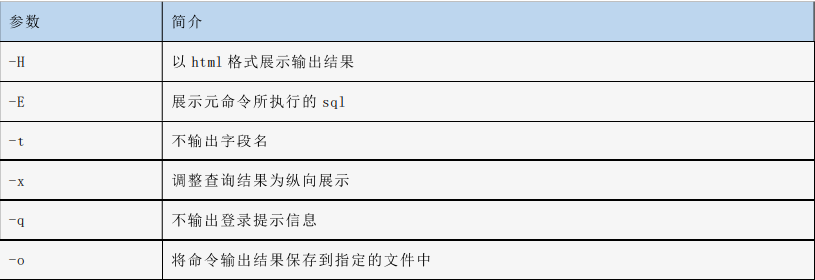 参数 简介
-H 以 html 格式展示输出结果
-E 展示元命令所执行的 sql
-t 不输出字段名
-x 调整查询结果为纵向展示
-q 不输出登录提示信息
-o 将命令输出结果保存到指定的文件中